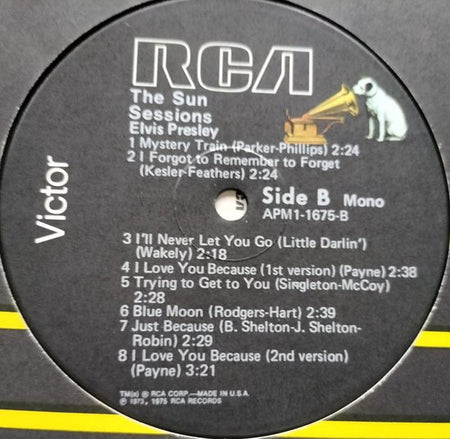 RCA
Victor
The Sun
Sessions
Elvis Presley
1 Mystery Train (Parker-Phillips) 2:24
2 I Forgot to Remember to Forget
(Kesler-Feathers) 2:24
Side B Mono
APM1-1675-B
3 I'll Never Let You Go (Little Darlin')
(Wakely) 2:18
4 I Love You Because (1st version) (Payne) 2:38
5 Trying to Get to You (Singleton-McCoy)
2:28
6 Blue Moon (Rodgers-Hart) 2:39
7 Just Because (B. Shelton-J. Shelton-
Robin) 2:29
8 I Love You Because (2nd version)
(Payne) 3:21
TM(s) ® RCA CORP.—MADE IN U.S.A.
℗ 1973, 1975 RCA RECORDS